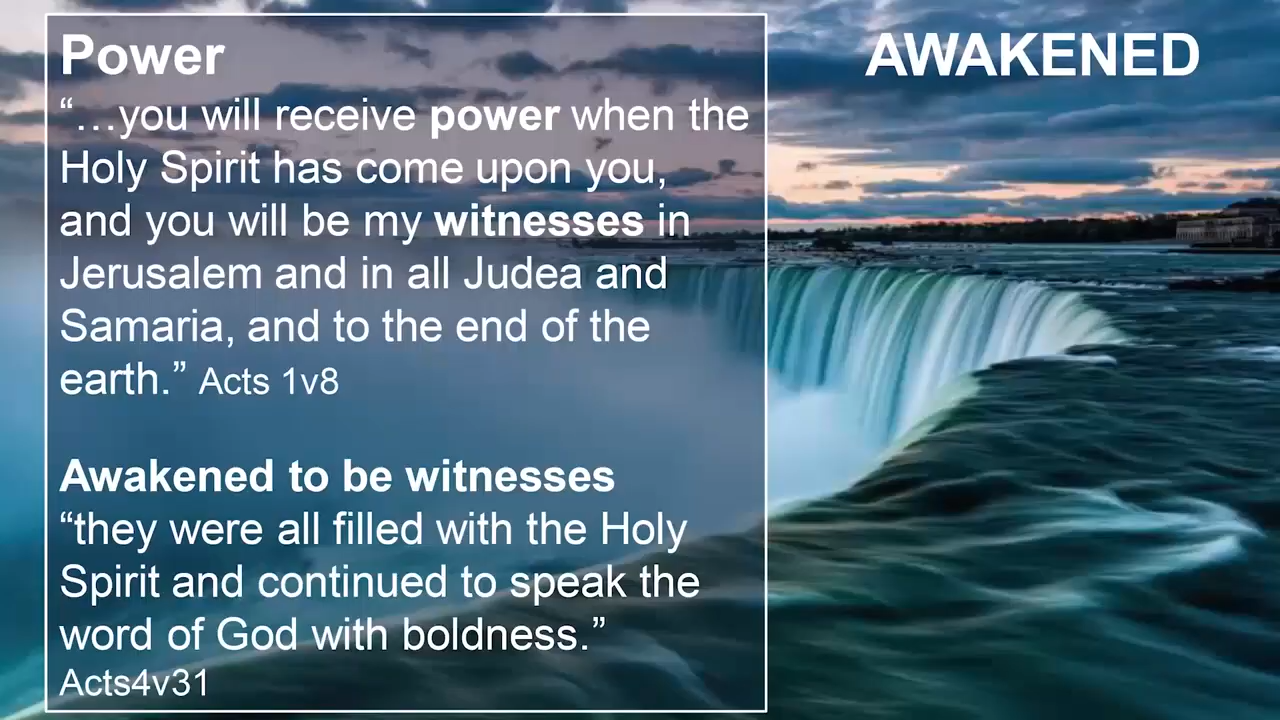 Power
“…you will receive power when the
Holy Spirit has come upon you,
and you will be my witnesses in
Jerusalem and in all Judea and
Samaria, and to the end of the
earth.” Acts 1v8
Awakened to be witnesses
“they were all filled with the Holy
Spirit and continued to speak the
word of God with boldness.”
Acts4v31
AWAKENED